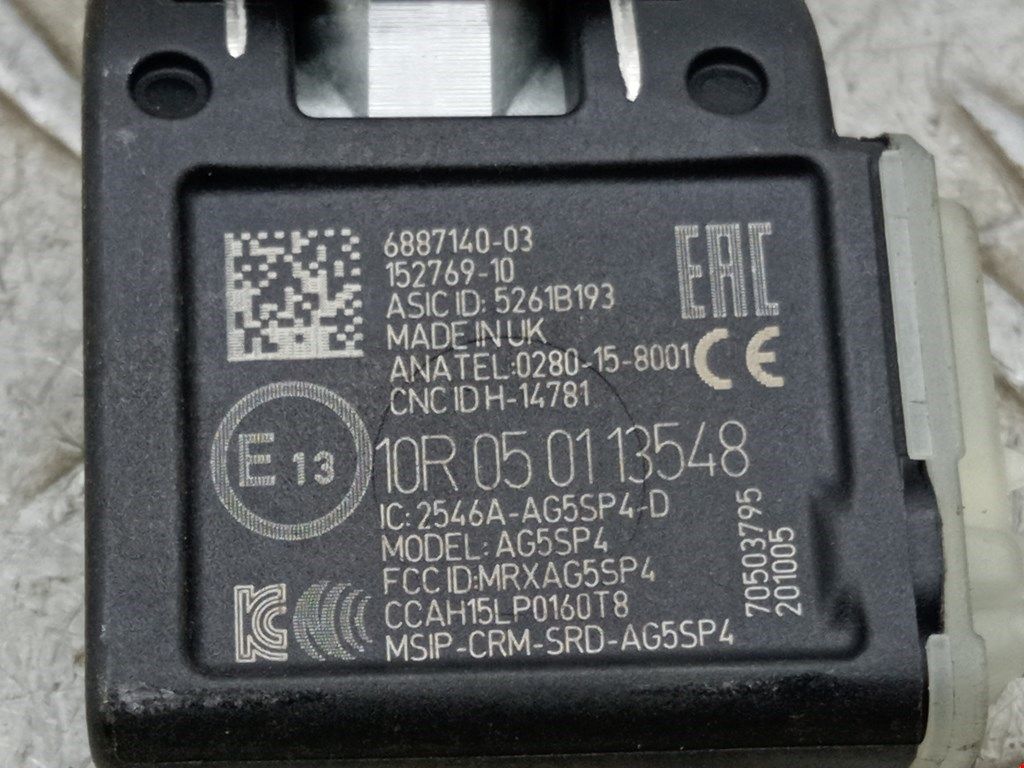 6887140-03
152769-10
ASIC ID: 5261B193
MADE IN UK
ANATEL:0280-15-8001
CNC ID H-14781
EAC
CE
E 13
10R 05 01 13548
IC: 2546A-AG5SP4-D
MODEL: AG5SP4
FCC ID:MRXAG5SP4
CCAH15LP0160T8
MSIP-CRM-SRD-AG5SP4
70503795
201005
KC